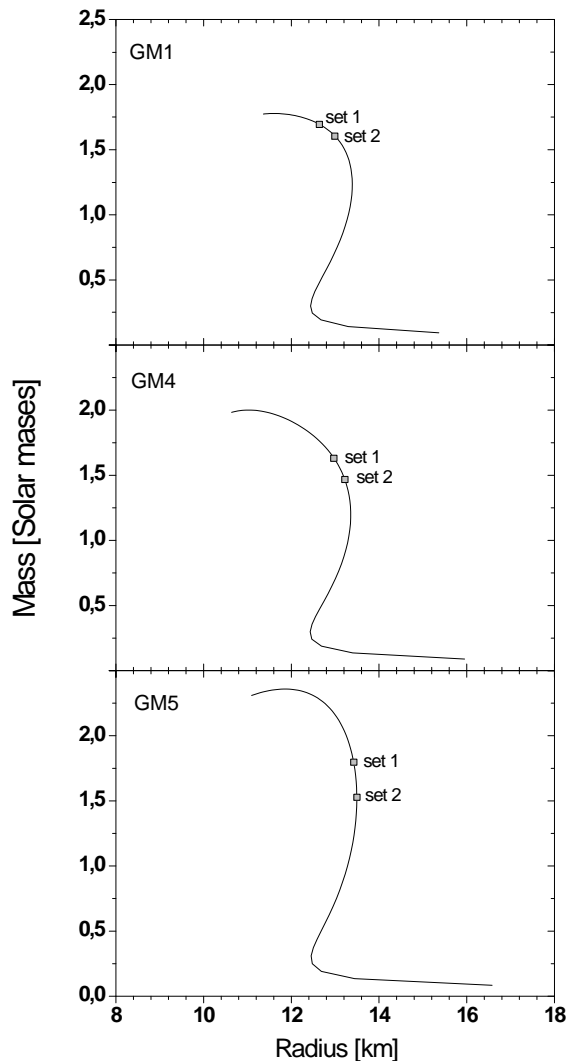 2,5
GM1
2,0
set 1
set 2
1,5
1,0
0,5
GM4
2,0
set 1
1,5
set 2
1,0
0,5
GM5
2,0
set 1
set 2
1,5
1,0
0,5
0,0
8 10 12 14 16 18
Radius [km]
Mass [Solar mases]